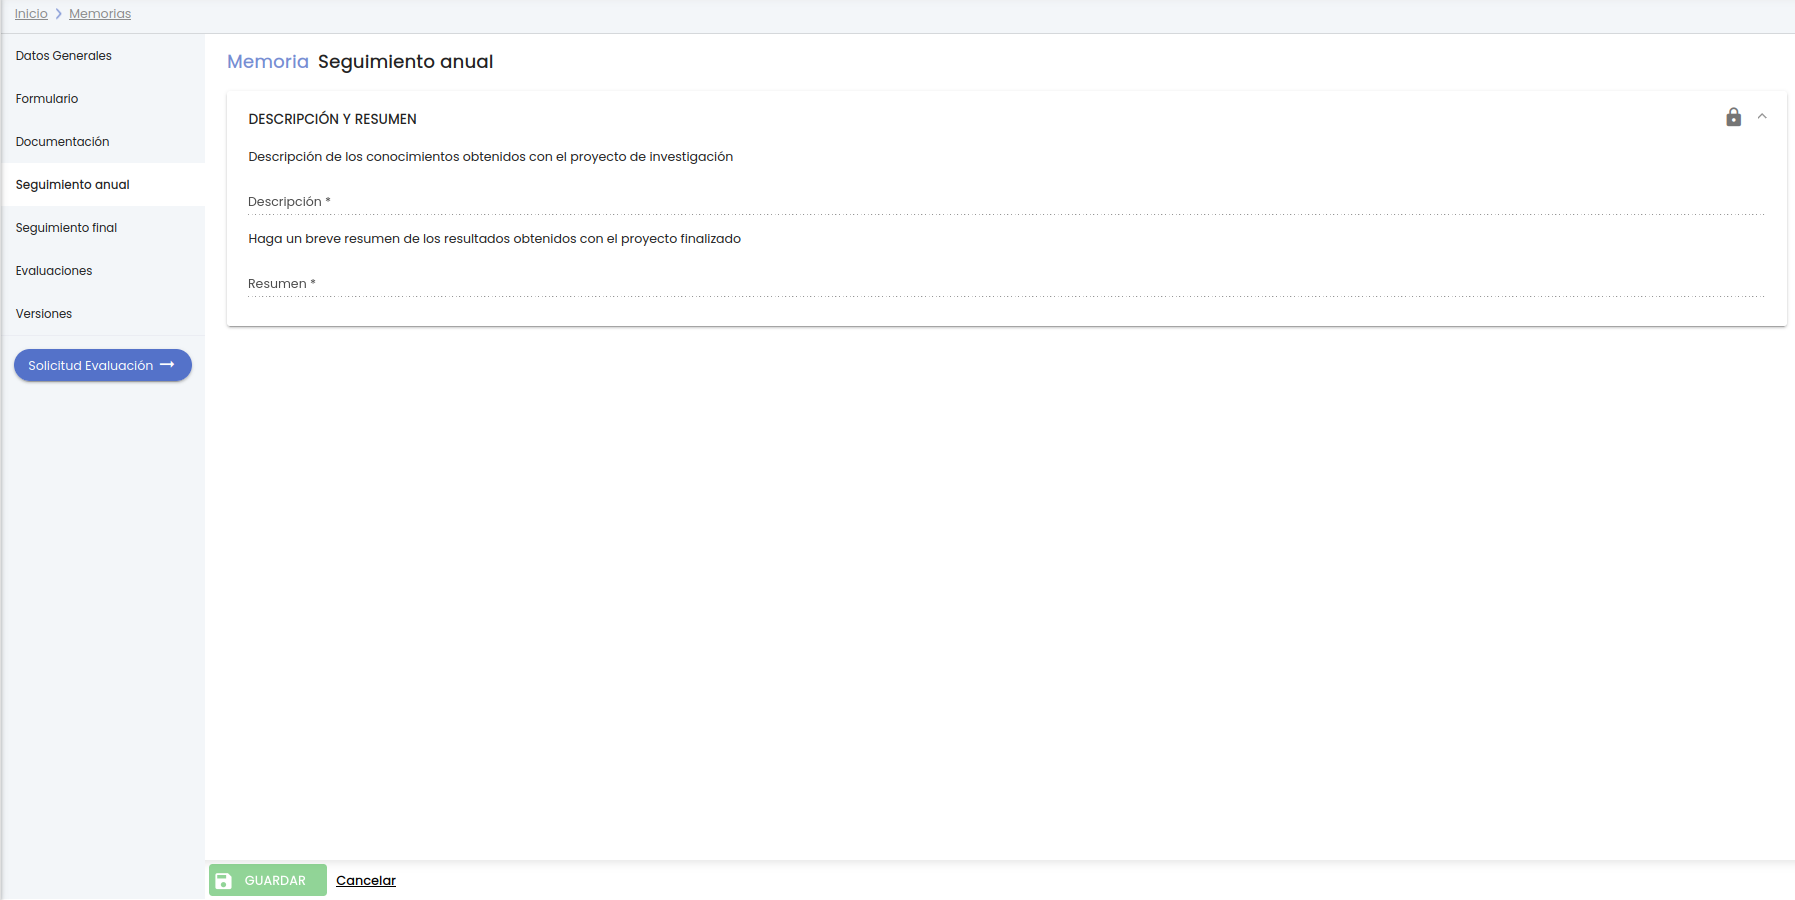 Inicio > Memorias
Datos Generales
Formulario
Documentación
Seguimiento anual
Seguimiento final
Evaluaciones
Versiones
Solicitud Evaluación →
Memoria Seguimiento anual
DESCRIPCIÓN Y RESUMEN
Descripción de los conocimientos obtenidos con el proyecto de investigación
Descripción *
Haga un breve resumen de los resultados obtenidos con el proyecto finalizado
Resumen *
GUARDAR Cancelar